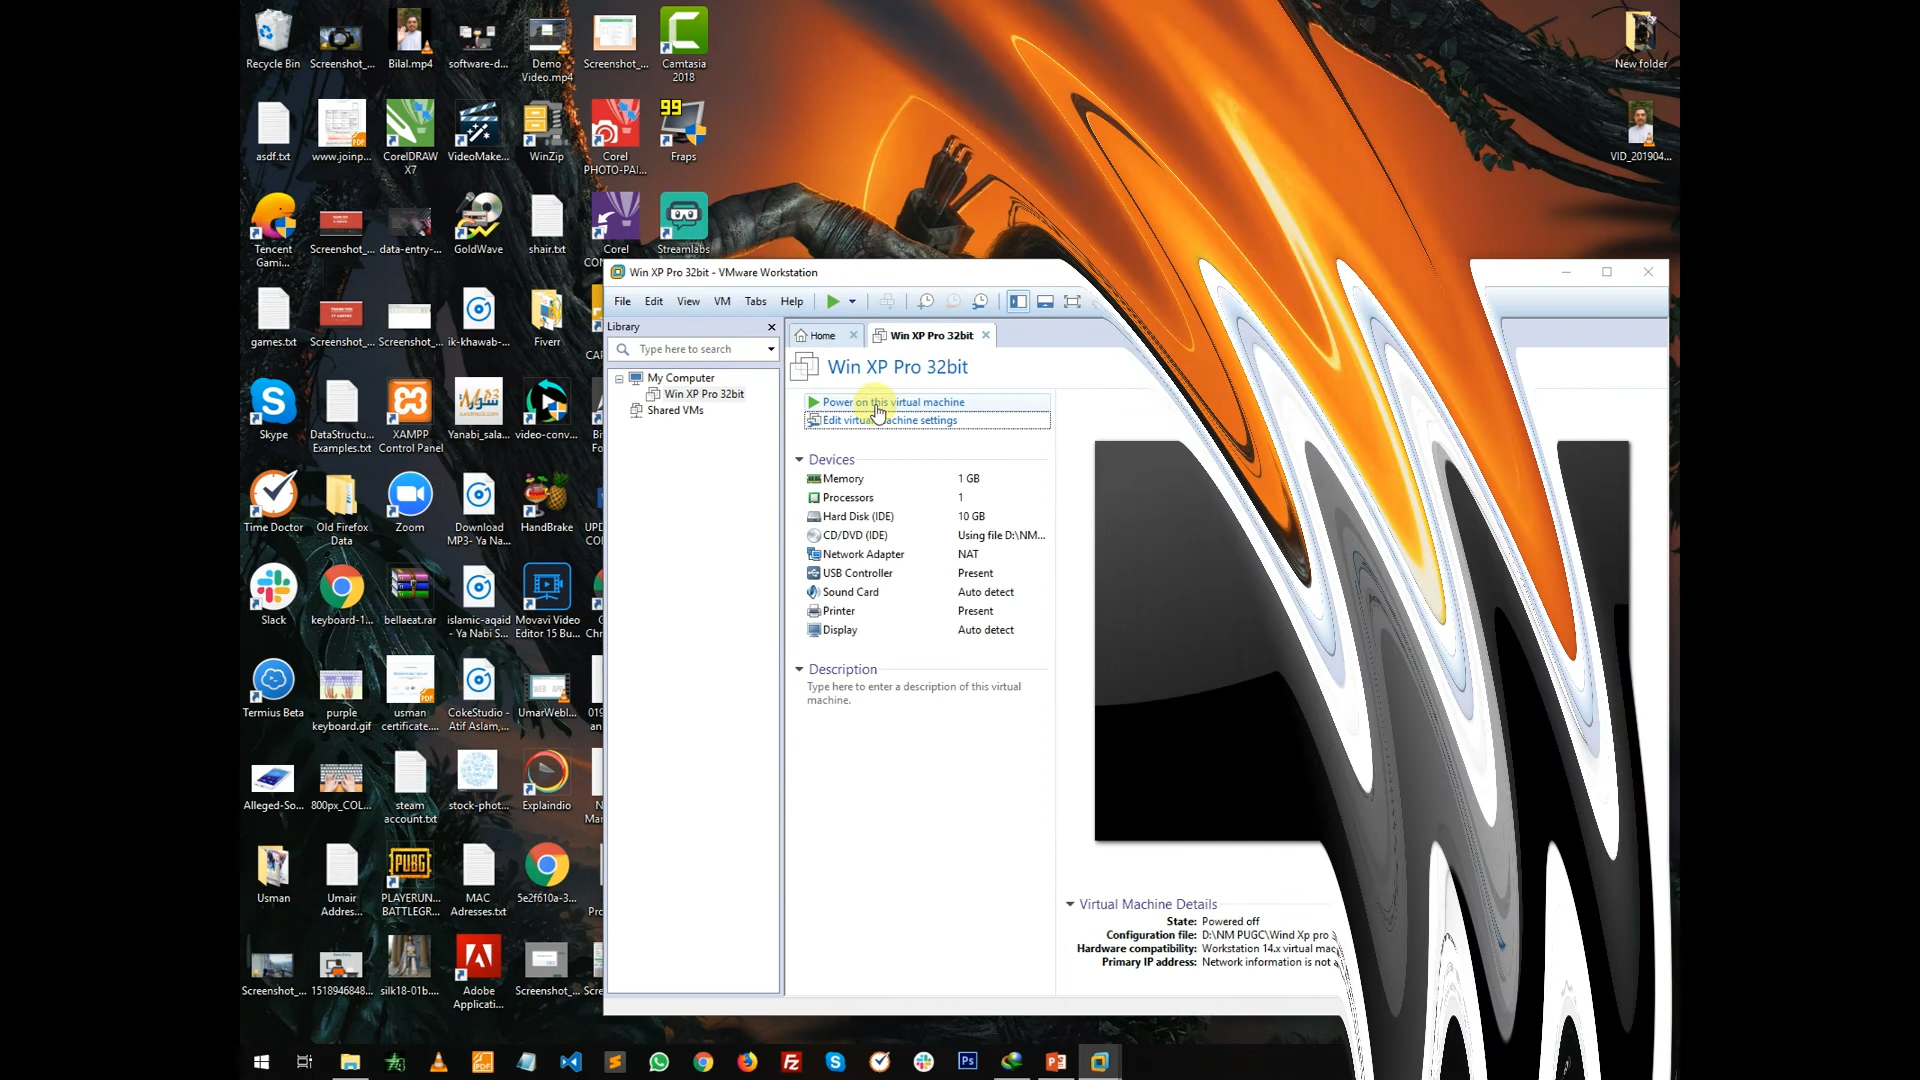 Recycle Bin
Screenshot_...
Bilal.mp4
software-d...
Demo
Video.mp4
Screenshot_...
Camtasia
2018
New folder
asdf.txt
www.joinp...
CorelDRAW
X7
VideoMake...
WinZip
Corel
PHOTO-PAI...
99
Fraps
VID_201904...
Tencent
Gami...
Screenshot_...
data-entry-...
GoldWave
shair.txt
Corel
CON
Streamlabs
Win XP Pro 32bit - VMware Workstation
File Edit View VM Tabs Help
Library
Type here to search
My Computer
Win XP Pro 32bit
Shared VMs
Home
Win XP Pro 32bit
Win XP Pro 32bit
Power on this virtual machine
Edit virtual machine settings
Devices
Memory 1 GB
Processors 1
Hard Disk (IDE) 10 GB
CD/DVD (IDE) Using file D:\NM...
Network Adapter NAT
USB Controller Present
Sound Card Auto detect
Printer Present
Display Auto detect
Description
Type here to enter a description of this virtual
machine.
Virtual Machine Details
State: Powered off
Configuration file: D:\NM PUGC\Wind Xp pro
Hardware compatibility: Workstation 14.x virtual mac
Primary IP address: Network information is not
games.txt
Screenshot_...
Screenshot_...
ik-khawab-...
Fiverr
Skype
DataStructu...
Examples.txt
XAMPP
Control Panel
Yanabi_sala...
video-conv...
Time Doctor
Old Firefox
Data
Zoom
Download
MP3- Ya Na...
HandBrake
Slack
keyboard-1...
bellaeat.rar
islamic-aqaid
- Ya Nabi S...
Movavi Video
Editor 15 Bu...
Termius Beta
purple
keyboard.gif
usman
certificate....
CokeStudio -
Atif Aslam,...
UmarWebl...
Alleged-So...
800px_COL...
steam
account.txt
stock-phot...
Explaindio
Usman
Umair
Addres...
PUBG
PLAYERUN...
BATTLEGR...
MAC
Adresses.txt
5e2f610a-3...
Screenshot_...
1518946848...
silk18-01b....
Adobe
Applicati...
Screenshot_...